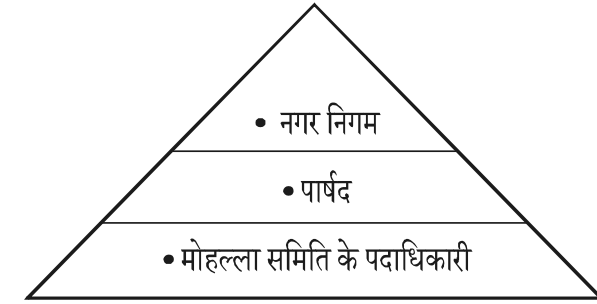 • नगर निगम
• पार्षद
• मोहल्ला समिति के पदाधिकारी